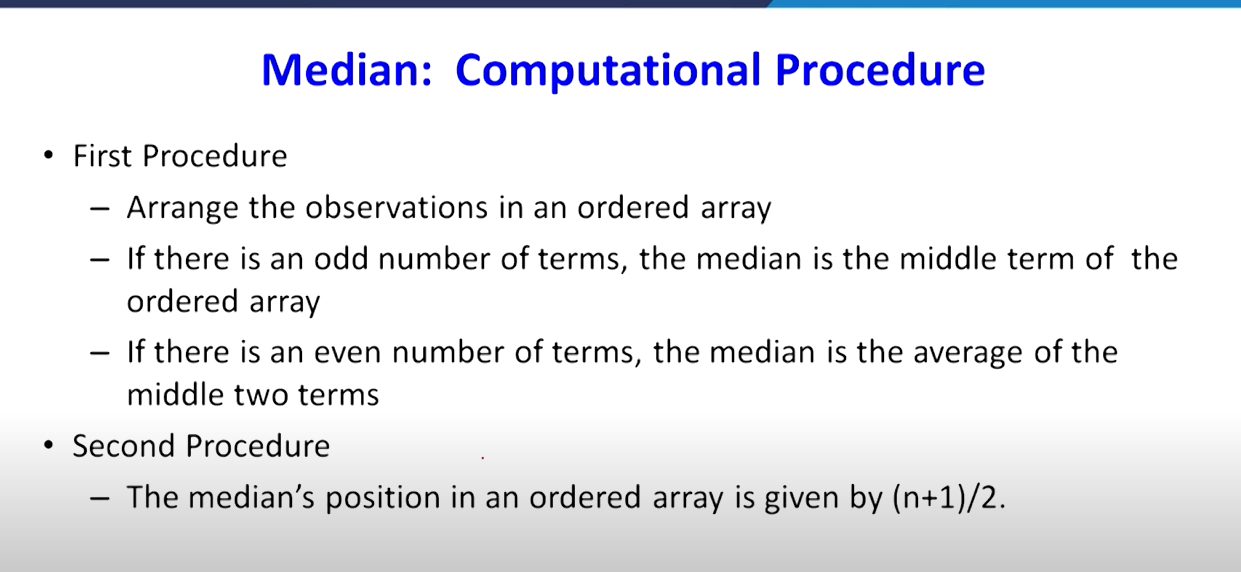 Median:  Computational Procedure
• First Procedure
– Arrange the observations in an ordered array
– If there is an odd number of terms, the median is the middle term of  the
ordered array
– If there is an even number of terms, the median is the average of the
middle two terms
• Second Procedure
– The median’s position in an ordered array is given by (n+1)/2.